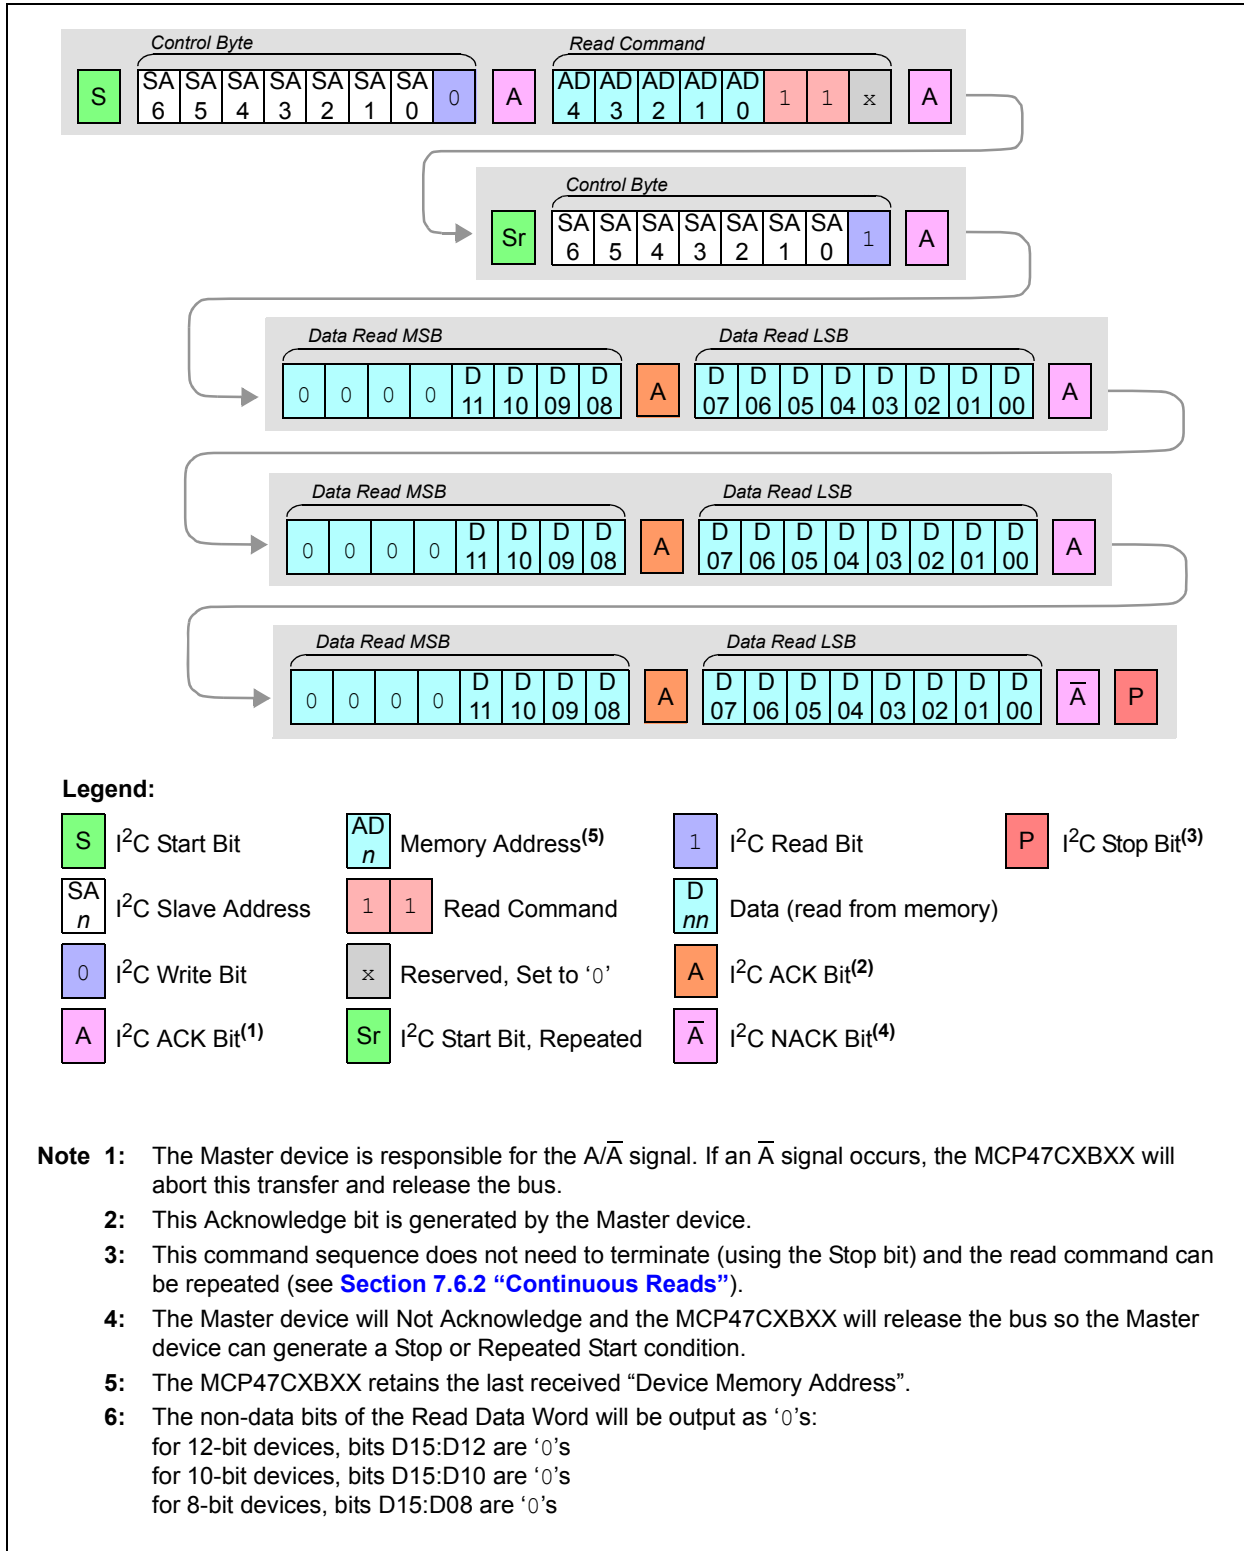 Control Byte Read Command
S SA 6 SA 5 SA 4 SA 3 SA 2 SA 1 SA 0 0 A AD 4 AD 3 AD 2 AD 1 AD 0 1 1 x A
Control Byte
Sr SA 6 SA 5 SA 4 SA 3 SA 2 SA 1 SA 0 1 A
Data Read MSB Data Read LSB
0 0 0 0 D 11 D 10 D 09 D 08 A D 07 D 06 D 05 D 04 D 03 D 02 D 01 D 00 A
Data Read MSB Data Read LSB
0 0 0 0 D 11 D 10 D 09 D 08 A D 07 D 06 D 05 D 04 D 03 D 02 D 01 D 00 A
Data Read MSB Data Read LSB
0 0 0 0 D 11 D 10 D 09 D 08 A D 07 D 06 D 05 D 04 D 03 D 02 D 01 D 00 A̅ P
Legend:
S I²C Start Bit AD n Memory Address(5) 1 I²C Read Bit P I²C Stop Bit(3)
SA n I²C Slave Address 1 1 Read Command D nn Data (read from memory)
0 I²C Write Bit x Reserved, Set to ‘0’ A I²C ACK Bit(2)
A I²C ACK Bit(1) Sr I²C Start Bit, Repeated A̅ I²C NACK Bit(4)
Note 1: The Master device is responsible for the A/A̅ signal. If an A̅ signal occurs, the MCP47CXBXX will
abort this transfer and release the bus.
2: This Acknowledge bit is generated by the Master device.
3: This command sequence does not need to terminate (using the Stop bit) and the read command can
be repeated (see Section 7.6.2 “Continuous Reads”).
4: The Master device will Not Acknowledge and the MCP47CXBXX will release the bus so the Master
device can generate a Stop or Repeated Start condition.
5: The MCP47CXBXX retains the last received “Device Memory Address”.
6: The non-data bits of the Read Data Word will be output as ‘0’s:
for 12-bit devices, bits D15:D12 are ‘0’s
for 10-bit devices, bits D15:D10 are ‘0’s
for 8-bit devices, bits D15:D08 are ‘0’s